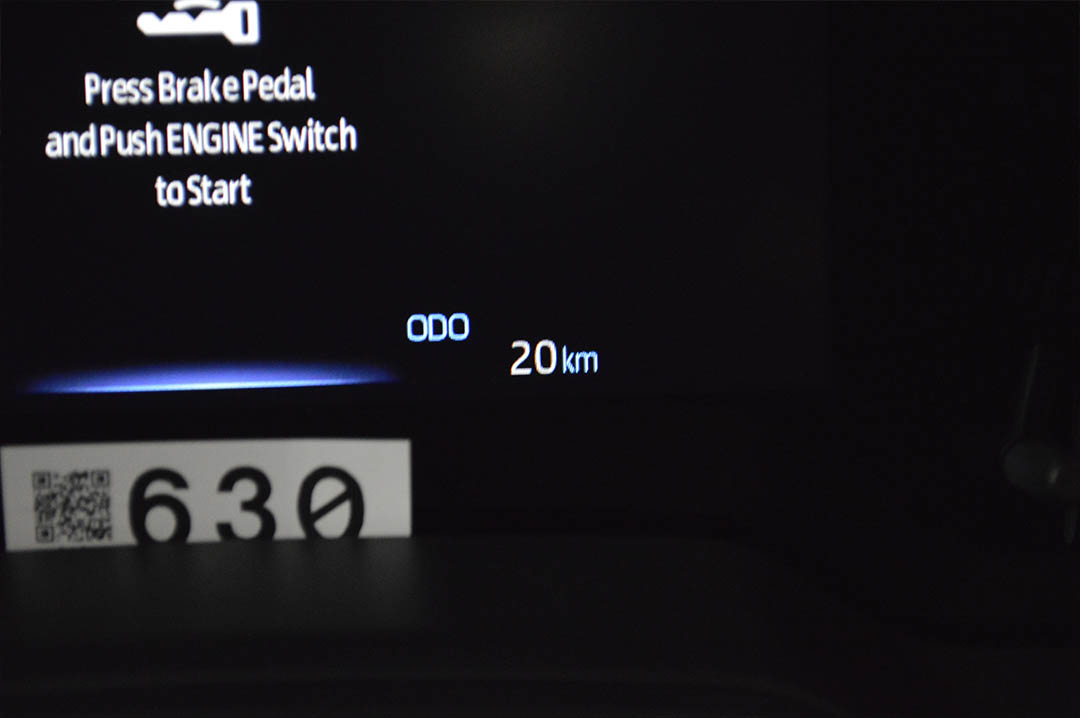 Press Brake Pedal
and Push ENGINE Switch
to Start
ODO
20 km
630